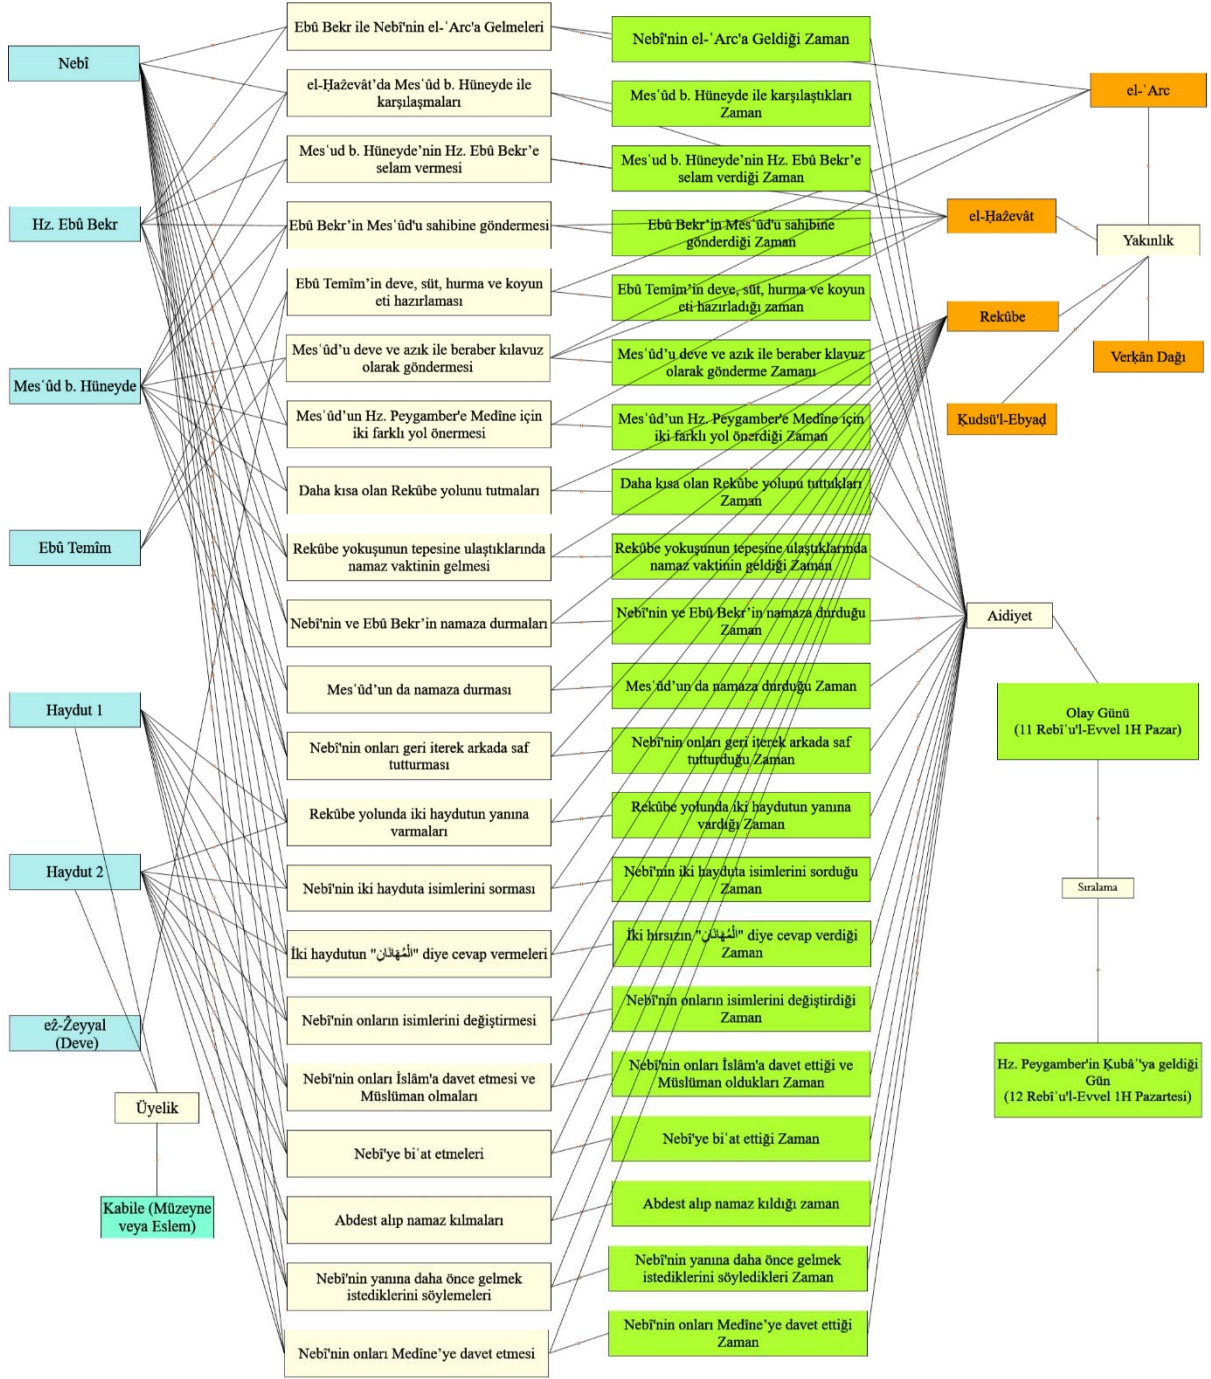 Nebî
Hz. Ebû Bekr
Mesʿûd b. Hüneyde
Ebû Temîm
Haydut 1
Haydut 2
eẑ-Ẑeyyal
(Deve)
Üyelik
Kabile (Müzeyne
veya Eslem)
Ebû Bekr ile Nebî'nin el-ʿArc'a Gelmeleri
el-Ḥaẑevât’da Mesʿûd b. Hüneyde ile
karşılaşmaları
Mesʿud b. Hüneyde’nin Hz. Ebû Bekr’e
selam vermesi
Ebû Bekr’in Mesʿûd'u sahibine göndermesi
Ebû Temîm’in deve, süt, hurma ve koyun
eti hazırlaması
Mesʿûd’u deve ve azık ile beraber kılavuz
olarak göndermesi
Mesʿûd’un Hz. Peygamber'e Medîne için
iki farklı yol önermesi
Daha kısa olan Rekûbe yolunu tutmaları
Rekûbe yokuşunun tepesine ulaştıklarında
namaz vaktinin gelmesi
Nebî'nin ve Ebû Bekr’in namaza durmaları
Mesʿûd’un da namaza durması
Nebî'nin onları geri iterek arkada saf
tutturması
Rekûbe yolunda iki haydutun yanına
varmaları
Nebî'nin iki hayduta isimlerini sorması
İki haydutun "الْمُهَانَانِ" diye cevap vermeleri
Nebî'nin onların isimlerini değiştirmesi
Nebî'nin onları İslâm'a davet etmesi ve
Müslüman olmaları
Nebî'ye biʿat etmeleri
Abdest alıp namaz kılmaları
Nebî'nin yanına daha önce gelmek
istediklerini söylemeleri
Nebî'nin onları Medîne’ye davet etmesi
Nebî'nin el-ʿArc'a Geldiği Zaman
Mesʿûd b. Hüneyde ile karşılaştıkları
Zaman
Mesʿud b. Hüneyde’nin Hz. Ebû Bekr’e
selam verdiği Zaman
Ebû Bekr’in Mesʿûd'u sahibine
gönderdiği Zaman
Ebû Temîm’in deve, süt, hurma ve koyun
eti hazırladığı zaman
Mesʿûd’u deve ve azık ile beraber klavuz
olarak gönderme Zamanı
Mesʿûd’un Hz. Peygamber'e Medîne için
iki farklı yol önerdiği Zaman
Daha kısa olan Rekûbe yolunu tuttukları
Zaman
Rekûbe yokuşunun tepesine ulaştıklarında
namaz vaktinin geldiği Zaman
Nebî'nin ve Ebû Bekr’in namaza durduğu
Zaman
Mesʿûd’un da namaza durduğu Zaman
Nebî'nin onları geri iterek arkada saf
tutturduğu Zaman
Rekûbe yolunda iki haydutun yanına
vardığı Zaman
Nebî'nin iki hayduta isimlerini sorduğu
Zaman
İki hırsızın "الْمُهَانَانِ" diye cevap verdiği
Zaman
Nebî'nin onların isimlerini değiştirdiği
Zaman
Nebî'nin onları İslâm'a davet ettiği ve
Müslüman oldukları Zaman
Nebî'ye biʿat ettiği Zaman
Abdest alıp namaz kıldığı zaman
Nebî'nin yanına daha önce gelmek
istediklerini söyledikleri Zaman
Nebî'nin onları Medîne’ye davet ettiği
Zaman
el-ʿArc
el-Ḥaẑevât
Yakınlık
Rekûbe
Verḳân Dağı
Ḳudsü'l-Ebyaḍ
Aidiyet
Olay Günü
(11 Rebîʿu'l-Evvel 1H Pazar)
Sıralama
Hz. Peygamber'in Ḳubâʾ'ya geldiği
Gün
(12 Rebîʿu'l-Evvel 1H Pazartesi)